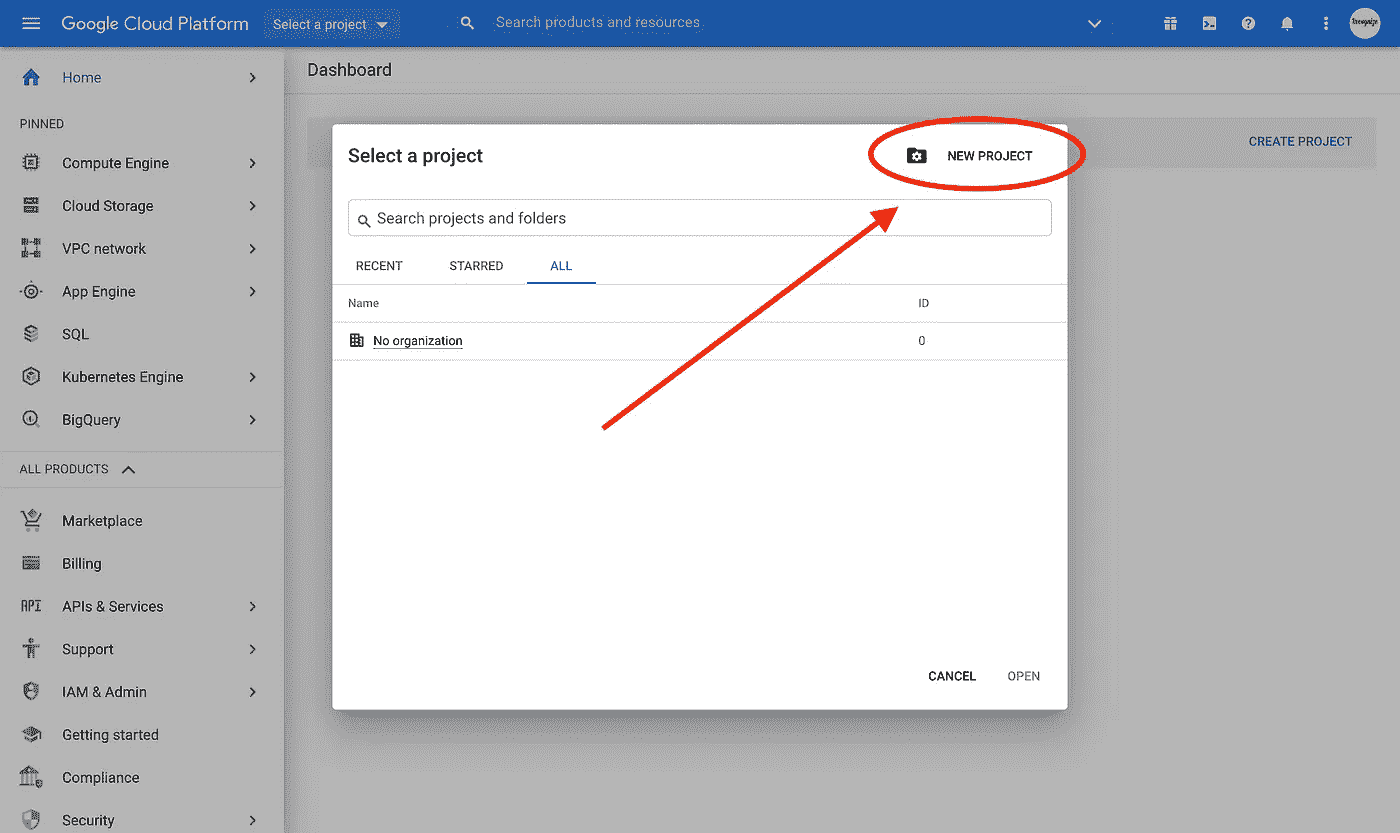 Google Cloud Platform Select a project Search products and resources
Home
Dashboard
PINNED
Compute Engine
Cloud Storage
VPC network
App Engine
SQL
Kubernetes Engine
BigQuery
ALL PRODUCTS
Marketplace
Billing
API APIs & Services
Support
IAM & Admin
Getting started
Compliance
Security
CREATE PROJECT
Select a project
NEW PROJECT
Search projects and folders
RECENT STARRED ALL
Name ID
No organization 0
CANCEL OPEN